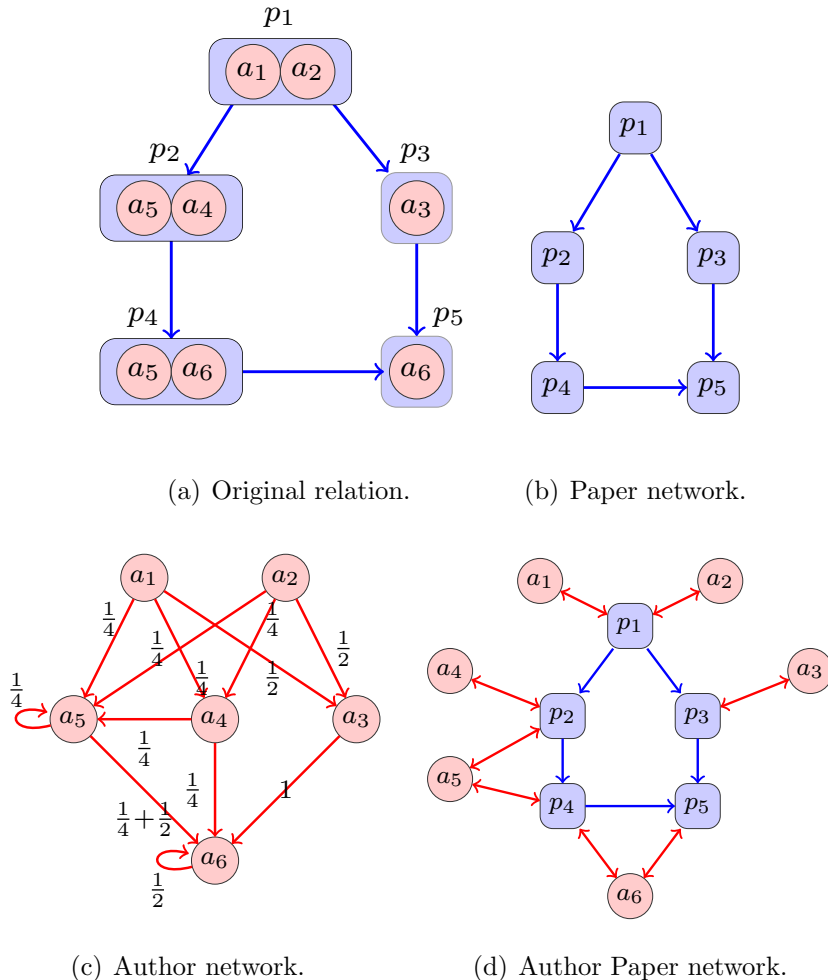 p₁
a₁ a₂
p₂ p₃
a₅ a₄ a₃
p₄ p₅
a₅ a₆ a₆
(a) Original relation.
p₁
p₂ p₃
p₄ p₅
(b) Paper network.
a₁ a₂
1/4 1/4 1/4 1/4 1/2 1/2
1/4 a₅ a₄ a₃
1/4 1/4 1
1/4+1/2
a₆
1/2
(c) Author network.
a₁ a₂
p₁
a₄ a₃
p₂ p₃
a₅
p₄ p₅
a₆
(d) Author Paper network.